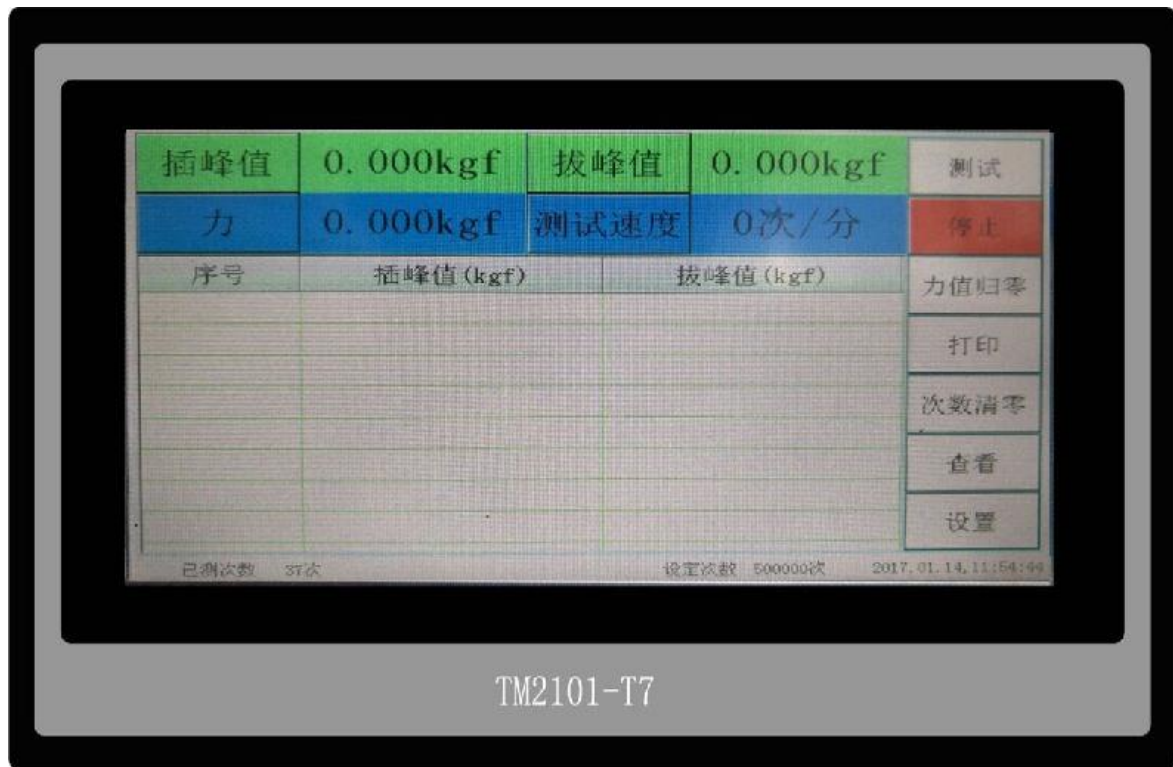 插峰值 0.000kgf 拔峰值 0.000kgf 测试
力 0.000kgf 测试速度 0次/分 停止
序号 插峰值(kgf) 拔峰值(kgf) 力值归零
打印
次数清零
查看
设置
已测次数 37次 设定次数 500000次 2017.01.14,11:54:44
TM2101-T7